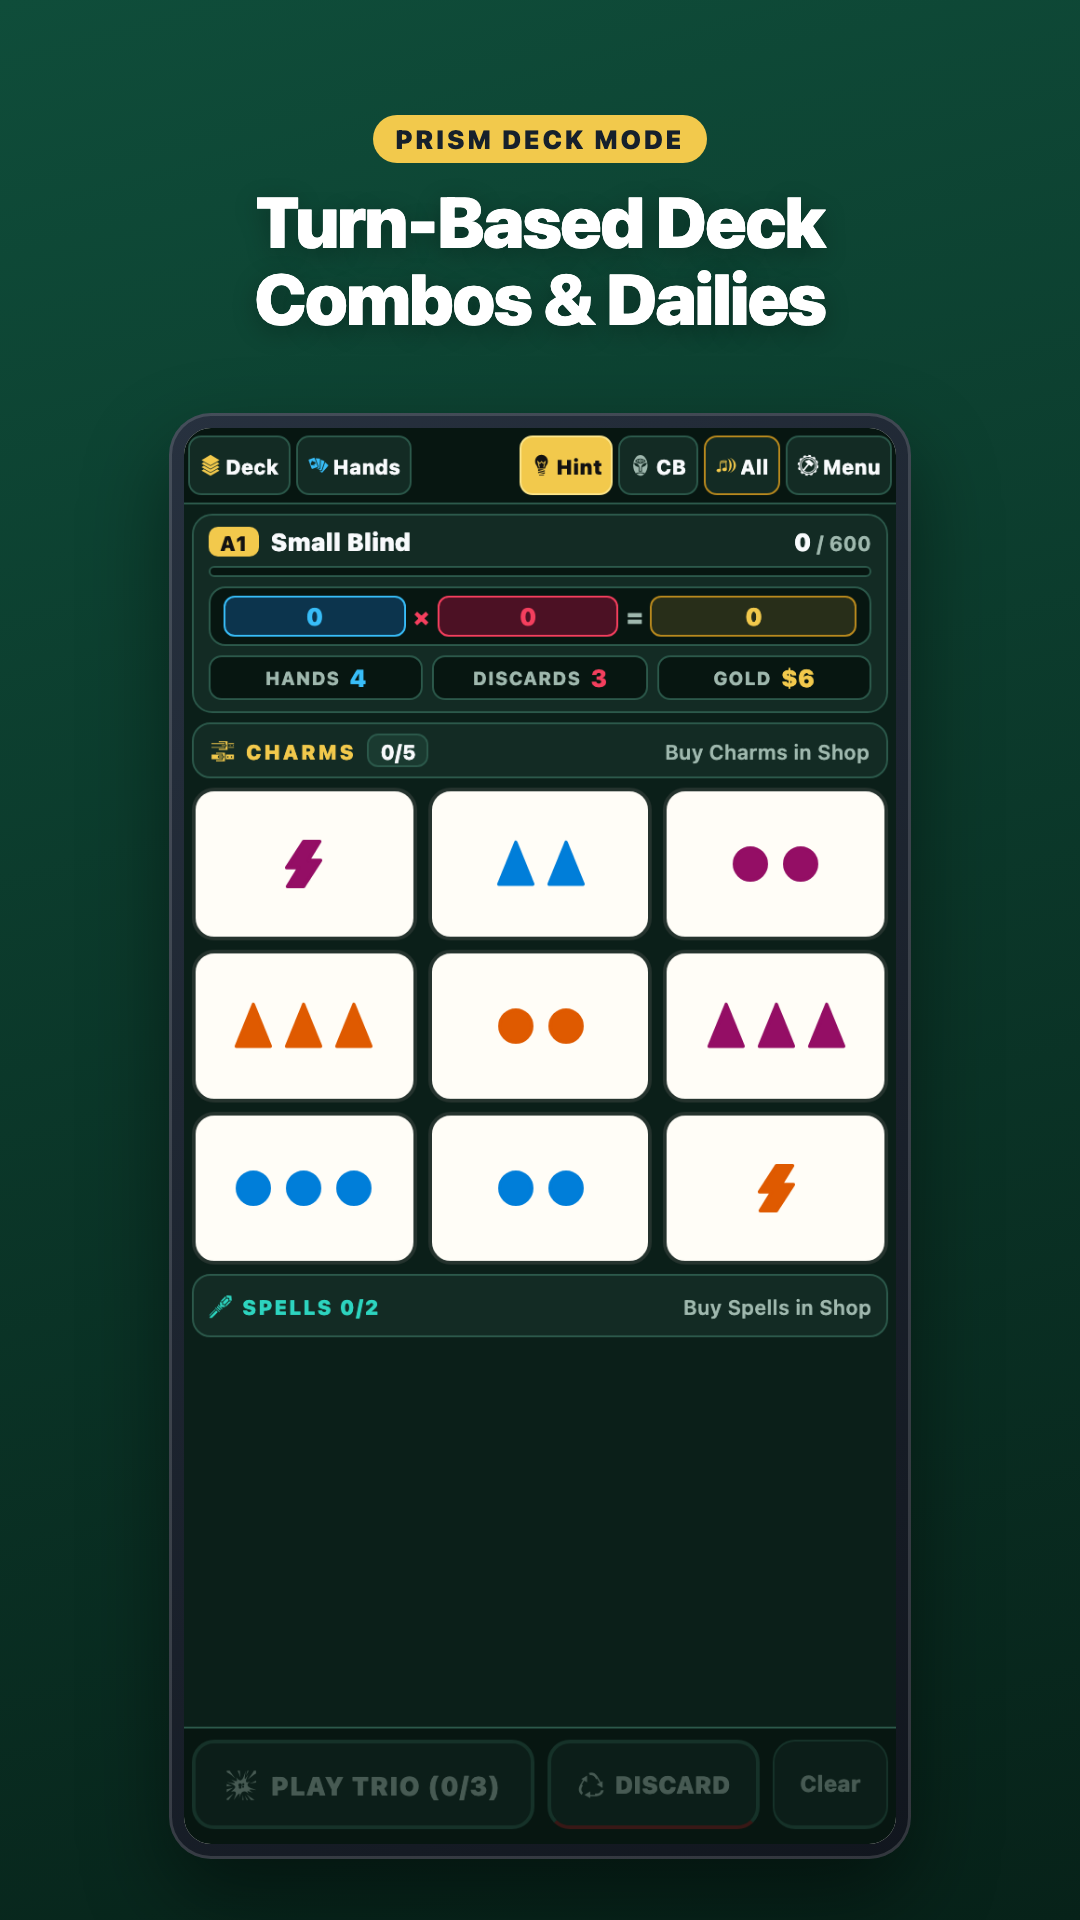 PRISM DECK MODE
Turn-Based Deck
Combos & Dailies
Deck Hands Hint CB All Menu
A1 Small Blind 0 / 600
0 × 0 = 0
HANDS 4 DISCARDS 3 GOLD $6
CHARMS 0/5 Buy Charms in Shop
SPELLS 0/2 Buy Spells in Shop
PLAY TRIO (0/3) DISCARD Clear